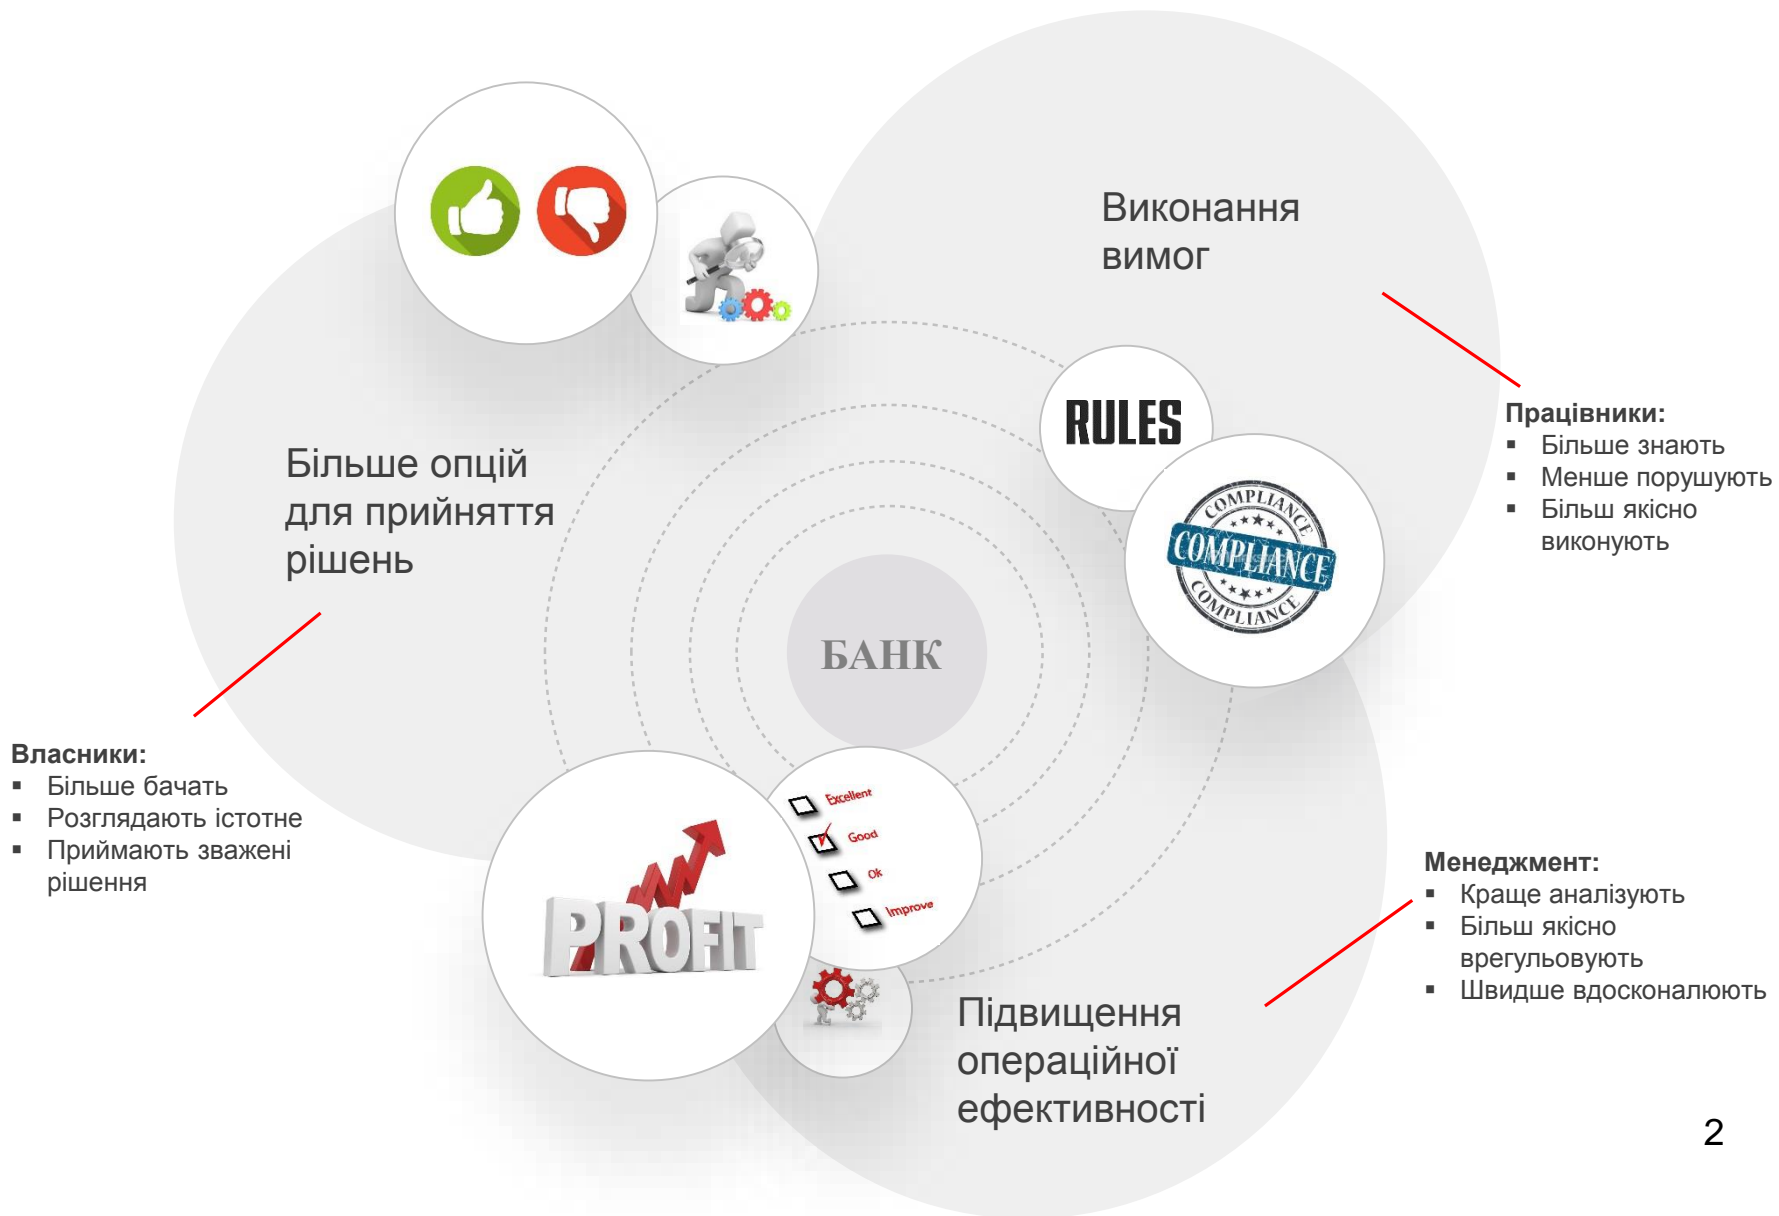 Виконання
вимог
RULES
COMPLIANCE
COMPLIANCE
COMPLIANCE
Працівники:
▪ Більше знають
▪ Менше порушують
▪ Більш якісно
виконують
Більше опцій
для прийняття
рішень
БАНК
Власники:
▪ Більше бачать
▪ Розглядають істотне
▪ Приймають зважені
рішення
PROFIT
Excellent
Good
Ok
Improve
Менеджмент:
▪ Краще аналізують
▪ Більш якісно
врегульовують
▪ Швидше вдосконалюють
Підвищення
операційної
ефективності
2